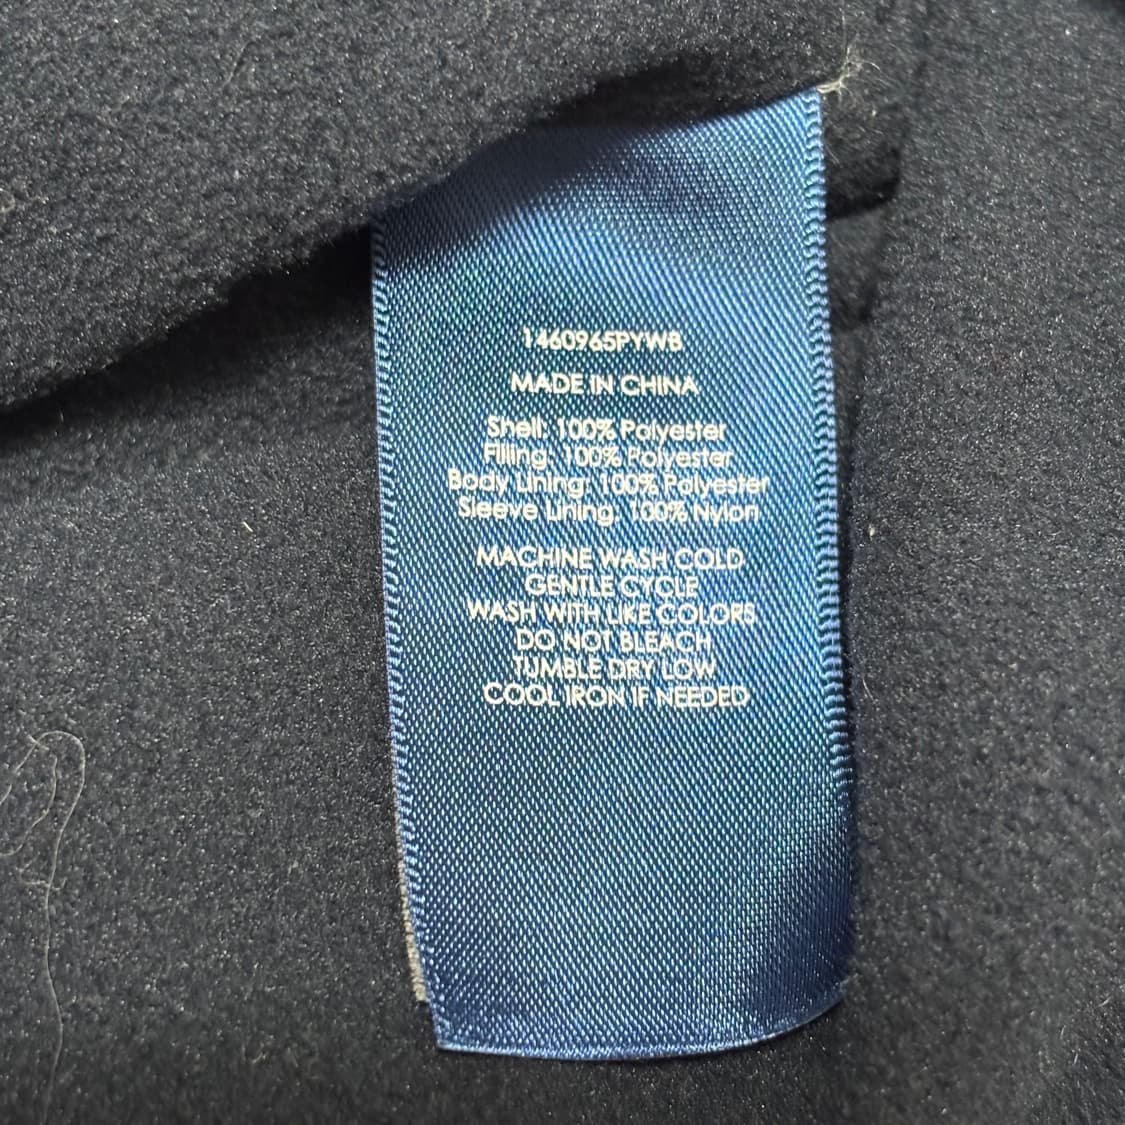 1460965PYWB
MADE IN CHINA
Shell: 100% Polyester
Filling: 100% Polyester
Body Lining: 100% Polyester
Sleeve Lining: 100% Nylon
MACHINE WASH COLD
GENTLE CYCLE
WASH WITH LIKE COLORS
DO NOT BLEACH
TUMBLE DRY LOW
COOL IRON IF NEEDED